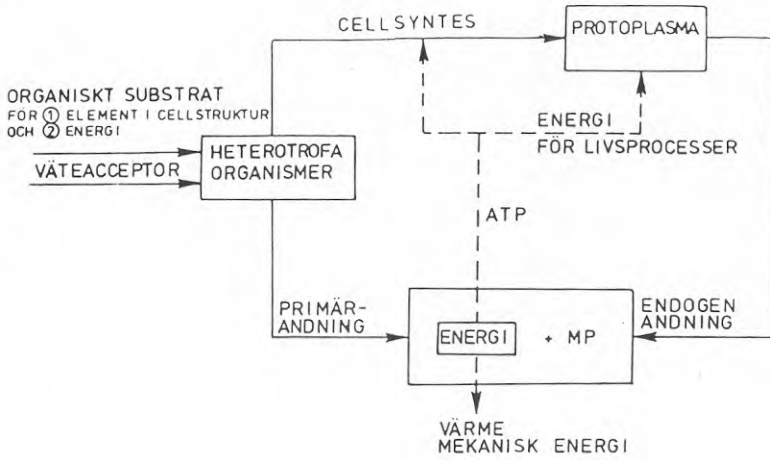 CELLSYNTES
PROTOPLASMA
ORGANISKT SUBSTRAT
FÖR ① ELEMENT I CELLSTRUKTUR
OCH ② ENERGI
VÄTEACCEPTOR
HETEROTROFA
ORGANISMER
ENERGI
FÖR LIVSPROCESSER
ATP
PRIMÄR-
ANDNING
ENERGI + MP
ENDOGEN
ANDNING
VÄRME
MEKANISK ENERGI